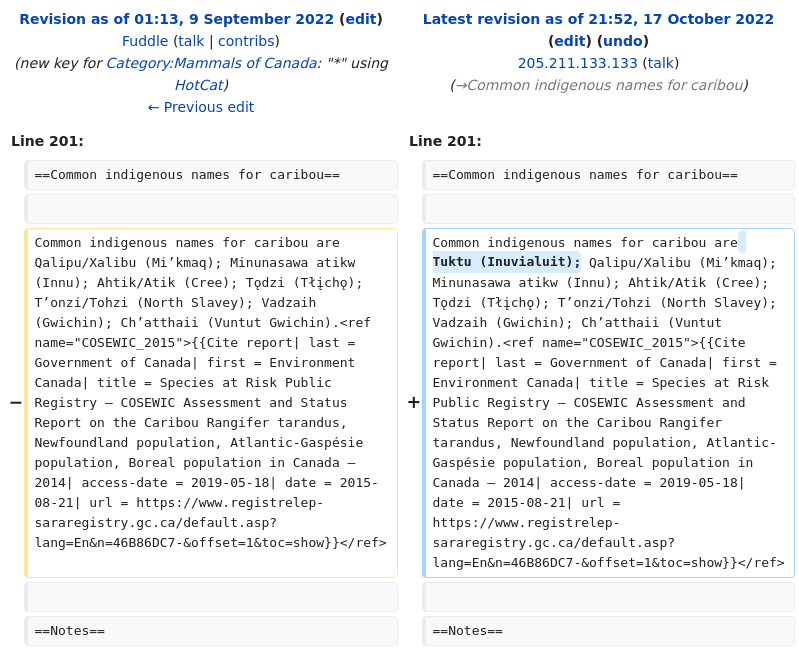 Revision as of 01:13, 9 September 2022 (edit)
Fuddle (talk | contribs)
(new key for Category:Mammals of Canada: "*" using
HotCat)
← Previous edit
Line 201:
==Common indigenous names for caribou==
− Common indigenous names for caribou are
Qalipu/Xalibu (Mi’kmaq); Minunasawa atikw
(Innu); Ahtik/Atik (Cree); Tǫdzi (Tłįchǫ);
T’onzi/Tohzi (North Slavey); Vadzaih
(Gwichin); Ch’atthaii (Vuntut Gwichin).<ref
name="COSEWIC_2015">{{Cite report| last =
Government of Canada| first = Environment
Canada| title = Species at Risk Public
Registry – COSEWIC Assessment and Status
Report on the Caribou Rangifer tarandus,
Newfoundland population, Atlantic-Gaspésie
population, Boreal population in Canada –
2014| access-date = 2019-05-18| date = 2015-
08-21| url = https://www.registrelep-
sararegistry.gc.ca/default.asp?
lang=En&n=46B86DC7-&offset=1&toc=show}}</ref>
==Notes==
Latest revision as of 21:52, 17 October 2022
(edit) (undo)
205.211.133.133 (talk)
(→Common indigenous names for caribou)
Line 201:
==Common indigenous names for caribou==
+ Common indigenous names for caribou are
Tuktu (Inuvialuit); Qalipu/Xalibu (Mi’kmaq);
Minunasawa atikw (Innu); Ahtik/Atik (Cree);
Tǫdzi (Tłįchǫ); T’onzi/Tohzi (North Slavey);
Vadzaih (Gwichin); Ch’atthaii (Vuntut
Gwichin).<ref name="COSEWIC_2015">{{Cite
report| last = Government of Canada| first =
Environment Canada| title = Species at Risk
Public Registry – COSEWIC Assessment and
Status Report on the Caribou Rangifer
tarandus, Newfoundland population, Atlantic-
Gaspésie population, Boreal population in
Canada – 2014| access-date = 2019-05-18|
date = 2015-08-21| url =
https://www.registrelep-
sararegistry.gc.ca/default.asp?
lang=En&n=46B86DC7-&offset=1&toc=show}}</ref>
==Notes==